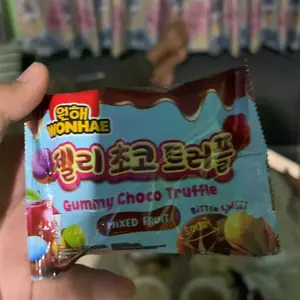 원해
WONHAE
젤리 초코 트러플
Gummy Choco Truffle
MIXED FRUIT
BITTER SWEET